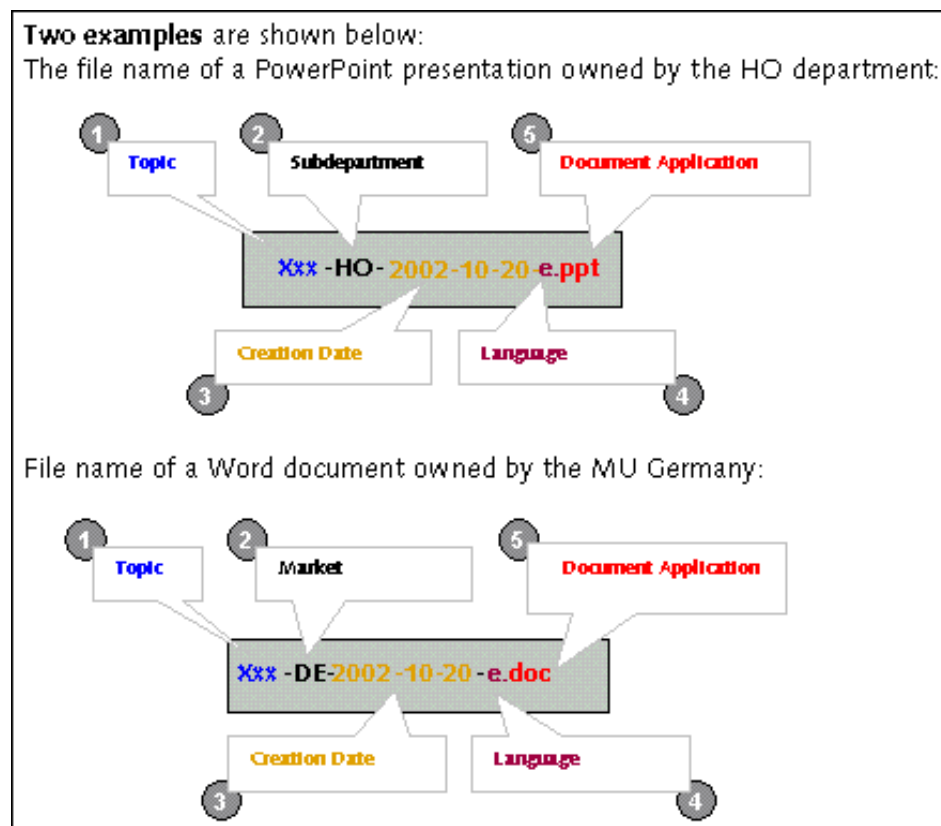 Two examples are shown below:
The file name of a PowerPoint presentation owned by the HO department:
1 2 5
Topic Subdepartment Document Application
Xxx -HO- 2002-10-20-e.ppt
Creation Date Language
3 4
File name of a Word document owned by the MU Germany:
1 2 5
Topic Market Document Application
Xxx -DE-2002-10-20 -e.doc
Creation Date Language
3 4